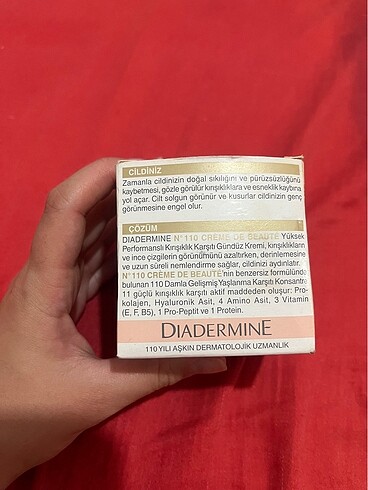 CİLDİNİZ
Zamanla cildinizin doğal sıkılığını ve pürüzsüzlüğünü
kaybetmesi, gözle görülür kırışıklıklara ve esneklik kaybına
yol açar. Cilt solgun görünür ve kusurlar cildinizin genç
görünmesine engel olur.
ÇÖZÜM
DIADERMINE N°110 CRÈME DE BEAUTÉ Yüksek
Performanslı Kırışıklık Karşıtı Gündüz Kremi, kırışıklıkların
ve ince çizgilerin görünümünü azaltırken, derinlemesine
ve uzun süreli nemlendirme sağlar, cildinizi aydınlatır.
N°110 CRÈME DE BEAUTÉ'nin benzersiz formülünde
bulunan 110 Damla Gelişmiş Yaşlanma Karşıtı Konsantre
11 güçlü kırışıklık karşıtı aktif maddeden oluşur: Pro-
kolajen, Hyaluronik Asit, 4 Amino Asit, 3 Vitamin
(E, F, B5), 1 Pro-Peptit ve 1 Protein.
DIADERMINE
110 YILI AŞKIN DERMATOLOJİK UZMANLIK